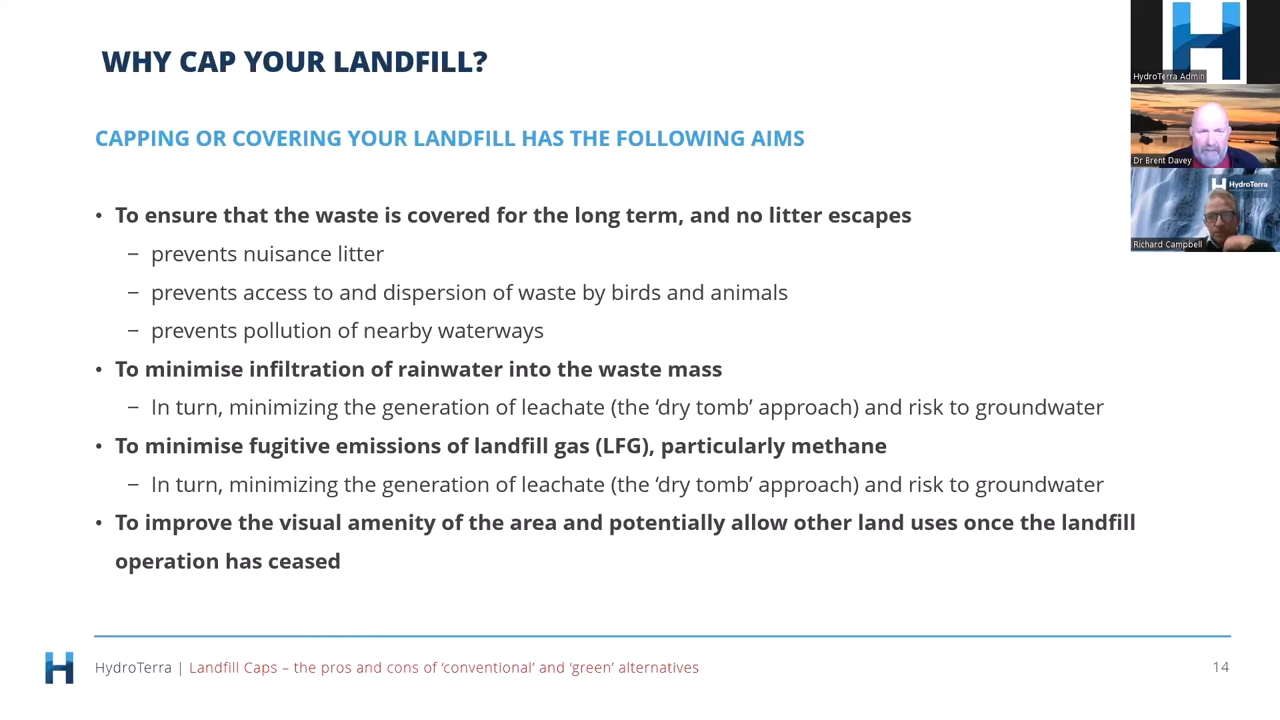 WHY CAP YOUR LANDFILL?
CAPPING OR COVERING YOUR LANDFILL HAS THE FOLLOWING AIMS
• To ensure that the waste is covered for the long term, and no litter escapes
– prevents nuisance litter
– prevents access to and dispersion of waste by birds and animals
– prevents pollution of nearby waterways
• To minimise infiltration of rainwater into the waste mass
– In turn, minimizing the generation of leachate (the ‘dry tomb’ approach) and risk to groundwater
• To minimise fugitive emissions of landfill gas (LFG), particularly methane
– In turn, minimizing the generation of leachate (the ‘dry tomb’ approach) and risk to groundwater
• To improve the visual amenity of the area and potentially allow other land uses once the landfill
operation has ceased
HydroTerra | Landfill Caps – the pros and cons of ‘conventional’ and ‘green’ alternatives
14
HydroTerra Admin
Dr Brent Davey
HydroTerra
Richard Campbell